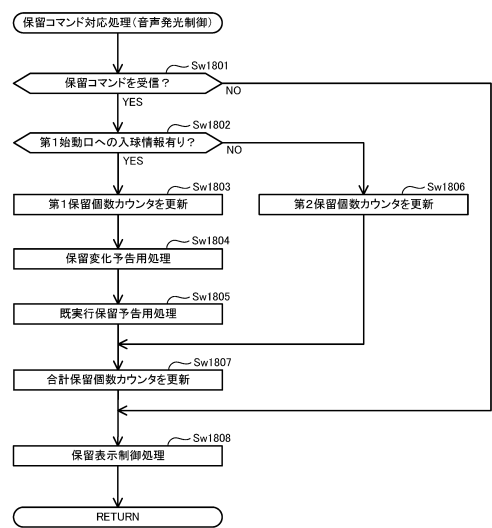 保留コマンド対応処理(音声発光制御)
Sw1801
保留コマンドを受信?
NO
YES
Sw1802
第1始動口への入球情報有り?
NO
YES
Sw1803
第1保留個数カウンタを更新
Sw1806
第2保留個数カウンタを更新
Sw1804
保留変化予告用処理
Sw1805
既実行保留予告用処理
Sw1807
合計保留個数カウンタを更新
Sw1808
保留表示制御処理
RETURN